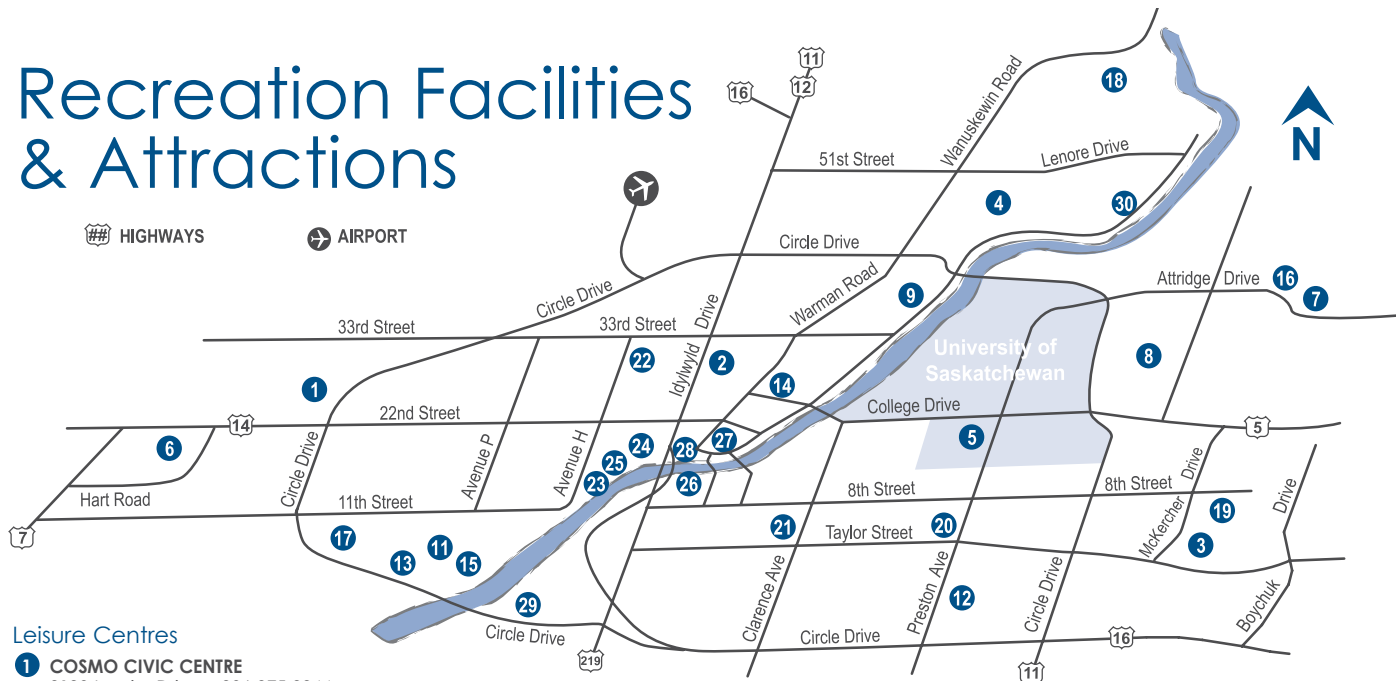 Recreation Facilities
& Attractions
## HIGHWAYS
AIRPORT
N
11
12
16
18
Wanuskewin Road
51st Street
Lenore Drive
4
30
Circle Drive
Circle Drive
Attridge Drive
16
7
9
Warman Road
33rd Street
33rd Street
Idylwyld Drive
22
2
14
University of
Saskatchewan
8
1
22nd Street
14
College Drive
5
5
6
Hart Road
7
Circle Drive
Avenue P
Avenue H
11th Street
24
25
23
28
27
26
8th Street
8th Street
McKercher Drive
19
3
Drive
Boychuk
17
13
11
15
29
Circle Drive
219
21
Taylor Street
20
Clarence Ave
Preston Ave
12
Circle Drive
Circle Drive
16
11
Leisure Centres
1 COSMO CIVIC CENTRE